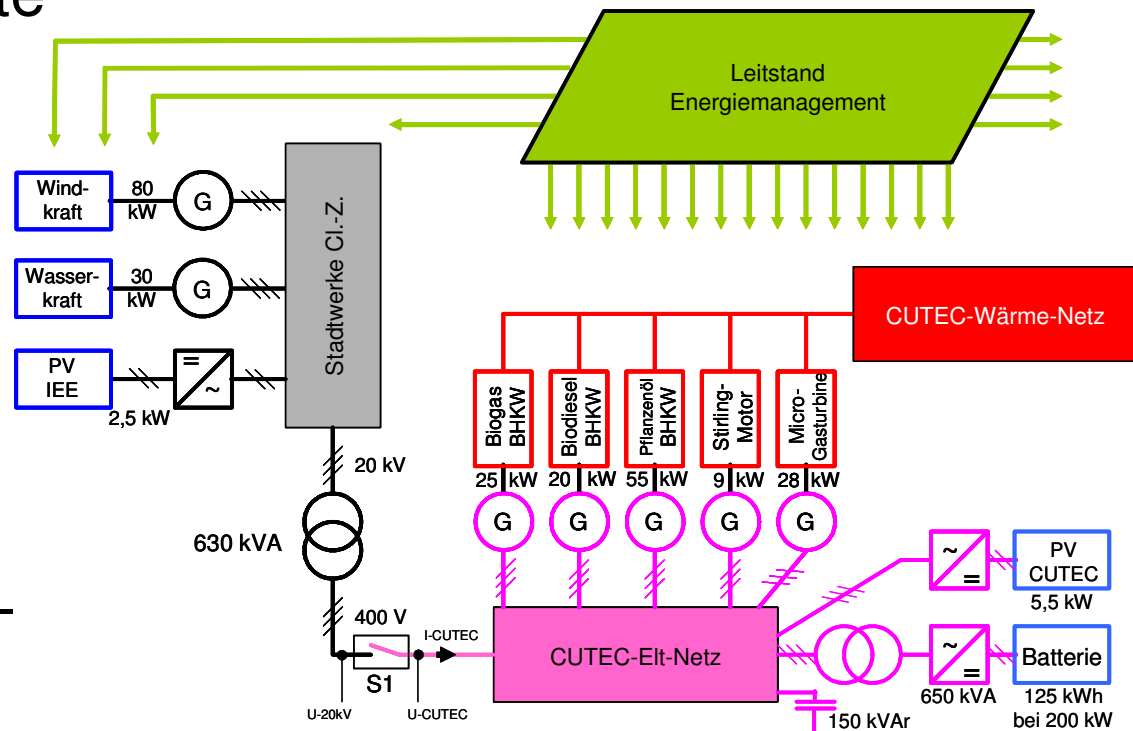 Leitstand
Energiemanagement
Wind-
kraft
80
kW
G
Wasser-
kraft
30
kW
G
PV
IEE
2,5 kW
=
~
Stadtwerke Cl.-Z.
20 kV
630 kVA
400 V
S1
I-CUTEC
U-20kV
U-CUTEC
CUTEC-Wärme-Netz
Biogas
BHKW
Biodiesel
BHKW
Pflanzenöl
BHKW
Stirling-
Motor
Micro-
Gasturbine
25 kW
20 kW
55 kW
9 kW
28 kW
G
G
G
G
G
CUTEC-Elt-Netz
~
=
PV
CUTEC
5,5 kW
~
=
650 kVA
Batterie
125 kWh
bei 200 kW
150 kVAr